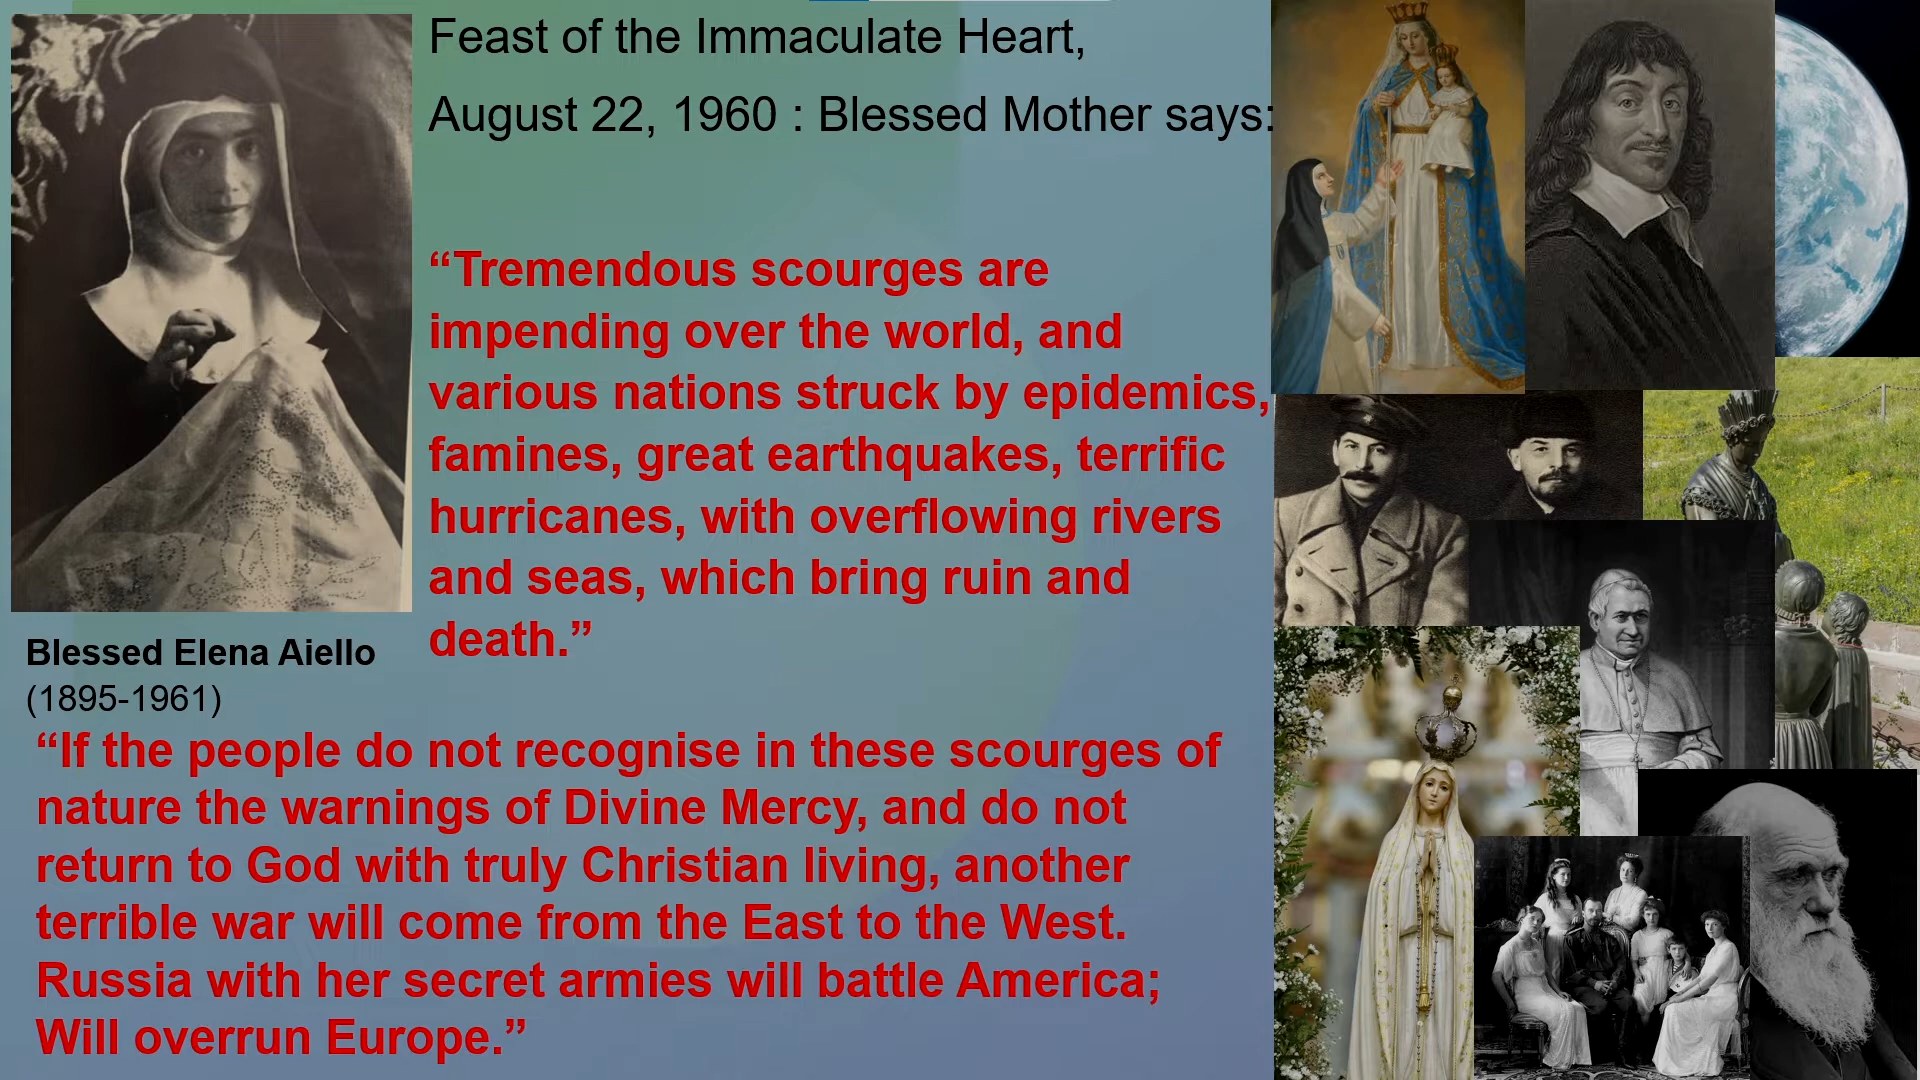 Feast of the Immaculate Heart,
August 22, 1960 : Blessed Mother says:
“Tremendous scourges are
impending over the world, and
various nations struck by epidemics,
famines, great earthquakes, terrific
hurricanes, with overflowing rivers
and seas, which bring ruin and
death.”
Blessed Elena Aiello
(1895-1961)
“If the people do not recognise in these scourges of
nature the warnings of Divine Mercy, and do not
return to God with truly Christian living, another
terrible war will come from the East to the West.
Russia with her secret armies will battle America;
Will overrun Europe.”